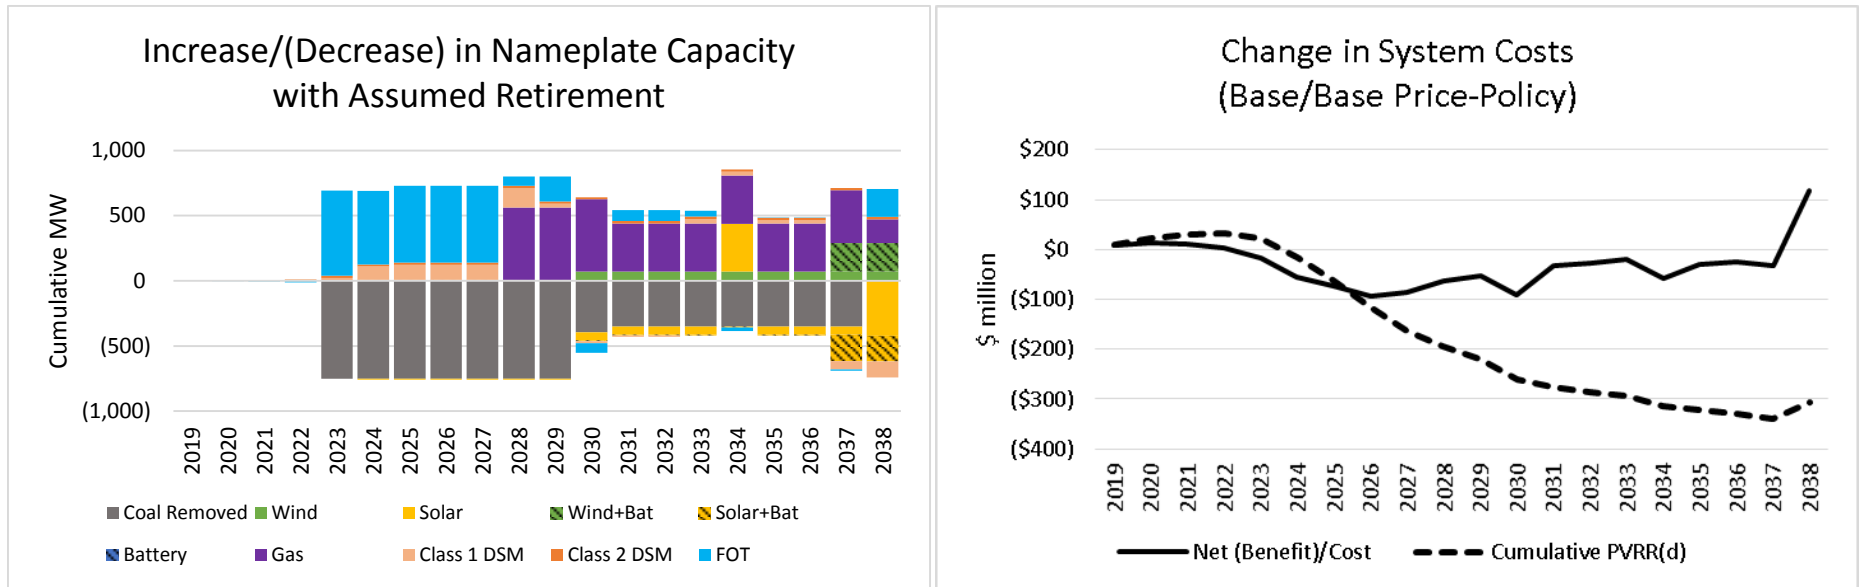 Increase/(Decrease) in Nameplate Capacity
with Assumed Retirement
Cumulative MW
1,000
500
0
(500)
(1,000)
2019 2020 2021 2022 2023 2024 2025 2026 2027 2028 2029 2030 2031 2032 2033 2034 2035 2036 2037 2038
Coal Removed Wind Solar Wind+Bat Solar+Bat
Battery Gas Class 1 DSM Class 2 DSM FOT
Change in System Costs
(Base/Base Price-Policy)
$ million
$200
$100
$0
($100)
($200)
($300)
($400)
2019 2020 2021 2022 2023 2024 2025 2026 2027 2028 2029 2030 2031 2032 2033 2034 2035 2036 2037 2038
Net (Benefit)/Cost Cumulative PVRR(d)